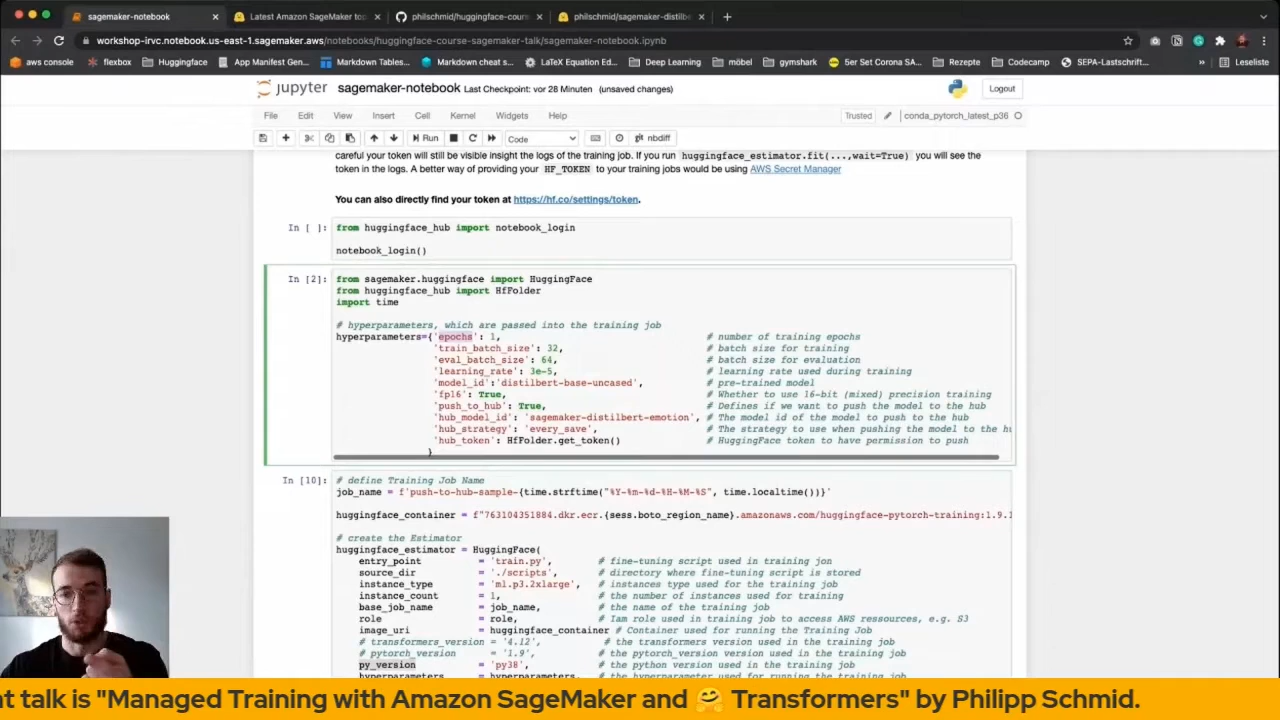 sagemaker-notebook
Latest Amazon SageMaker top
philschmid/huggingface-cours
philschmid/sagemaker-distilbe
workshop-irvc.notebook.us-east-1.sagemaker.aws/notebooks/huggingface-course-sagemaker-talk/sagemaker-notebook.ipynb
aws console
flexbox
Huggingface
App Manifest Gen...
Markdown Tables...
Markdown cheat s...
LaTeX Equation Ed...
Deep Learning
möbel
gymshark
5er Set Corona SA...
Rezepte
Codecamp
SEPA-Lastschrift...
»
Leseliste
jupyter sagemaker-notebook Last Checkpoint: vor 28 Minuten (unsaved changes)
Logout
File Edit View Insert Cell Kernel Widgets Help
Trusted
conda_pytorch_latest_p36
Run
Code
nbdiff
careful your token will still be visible insight the logs of the training job. If you run huggingface_estimator.fit(...,wait=True) you will see the
token in the logs. A better way of providing your HF_TOKEN to your training jobs would be using AWS Secret Manager
You can also directly find your token at https://hf.co/settings/token.
In [ ]: from huggingface_hub import notebook_login
notebook_login()
In [2]: from sagemaker.huggingface import HuggingFace
from huggingface_hub import HfFolder
import time
# hyperparameters, which are passed into the training job
hyperparameters={'epochs': 1, # number of training epochs
'train_batch_size': 32, # batch size for training
'eval_batch_size': 64, # batch size for evaluation
'learning_rate': 3e-5, # learning rate used during training
'model_id':'distilbert-base-uncased', # pre-trained model
'fp16': True, # Whether to use 16-bit (mixed) precision training
'push_to_hub': True, # Defines if we want to push the model to the hub
'hub_model_id': 'sagemaker-distilbert-emotion', # The model id of the model to push to the hub
'hub_strategy': 'every_save', # The strategy to use when pushing the model to the hu
'hub_token': HfFolder.get_token() # HuggingFace token to have permission to push
}
In [10]: # define Training Job Name
job_name = f'push-to-hub-sample-{time.strftime("%Y-%m-%d-%H-%M-%S", time.localtime())}'
huggingface_container = f"763104351884.dkr.ecr.{sess.boto_region_name}.amazonaws.com/huggingface-pytorch-training:1.9.1
# create the Estimator
huggingface_estimator = HuggingFace(
entry_point = 'train.py', # fine-tuning script used in training jon
source_dir = './scripts', # directory where fine-tuning script is stored
instance_type = 'ml.p3.2xlarge', # instances type used for the training job
instance_count = 1, # the number of instances used for training
base_job_name = job_name, # the name of the training job
role = role, # Iam role used in training job to access AWS ressources, e.g. S3
image_uri = huggingface_container # Container used for running the Training Job
# transformers_version = '4.12', # the transformers version used in the training job
# pytorch_version = '1.9', # the pytorch_version version used in the training job
py_version = 'py38', # the python version used in the training job
hyperparameters = hyperparameters, # the hyperparameter used for running the training job
at talk is "Managed Training with Amazon SageMaker and 🤗 Transformers" by Philipp Schmid.